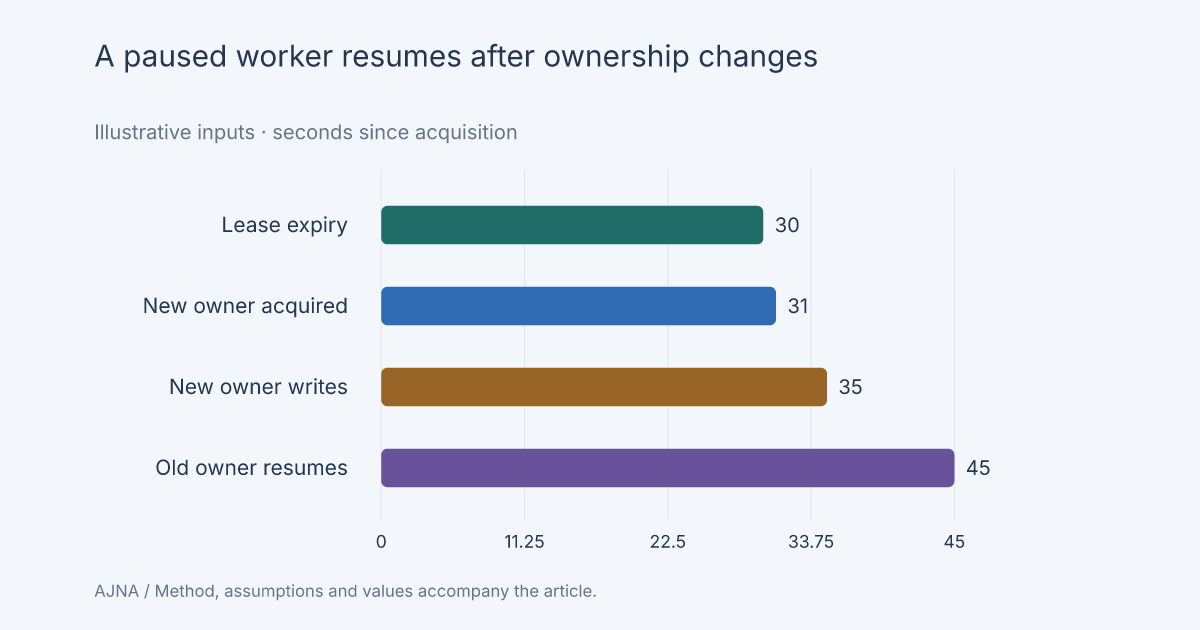 A paused worker resumes after ownership changes
Illustrative inputs · seconds since acquisition
Lease expiry 30
New owner acquired 31
New owner writes 35
Old owner resumes 45
0 11.25 22.5 33.75 45
AJNA / Method, assumptions and values accompany the article.